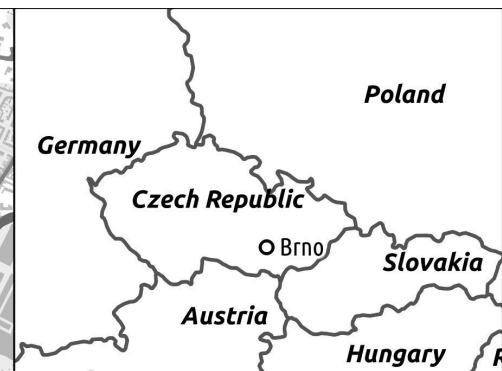 Poland
Germany
Czech Republic
Brno
Slovakia
Austria
Hungary